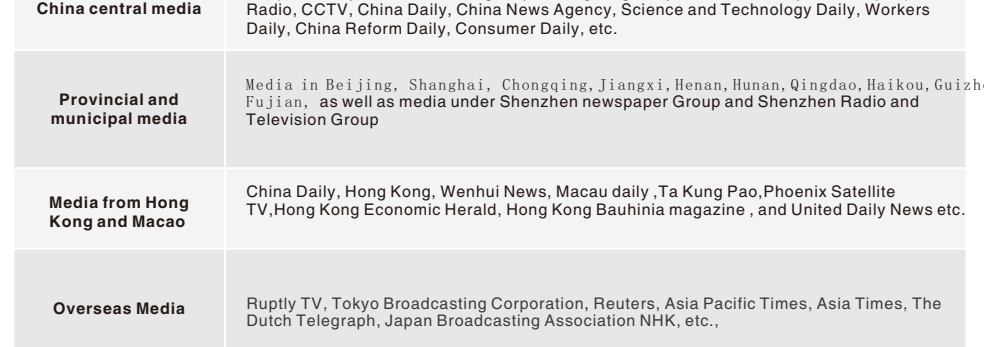 China central media
Radio, CCTV, China Daily, China News Agency, Science and Technology Daily, Workers
Daily, China Reform Daily, Consumer Daily, etc.
Provincial and
municipal media
Media in Beijing, Shanghai, Chongqing,Jiangxi,Henan,Hunan,Qingdao,Haikou,
Fujian, as well as media under Shenzhen newspaper Group and Shenzhen Radio and
Television Group
Media from Hong
Kong and Macao
China Daily, Hong Kong, Wenhui News, Macau daily ,Ta Kung Pao,Phoenix Satellite
TV,Hong Kong Economic Herald, Hong Kong Bauhinia magazine , and United Daily News etc.
Overseas Media
Ruptly TV, Tokyo Broadcasting Corporation, Reuters, Asia Pacific Times, Asia Times, The
Dutch Telegraph, Japan Broadcasting Association NHK, etc.,